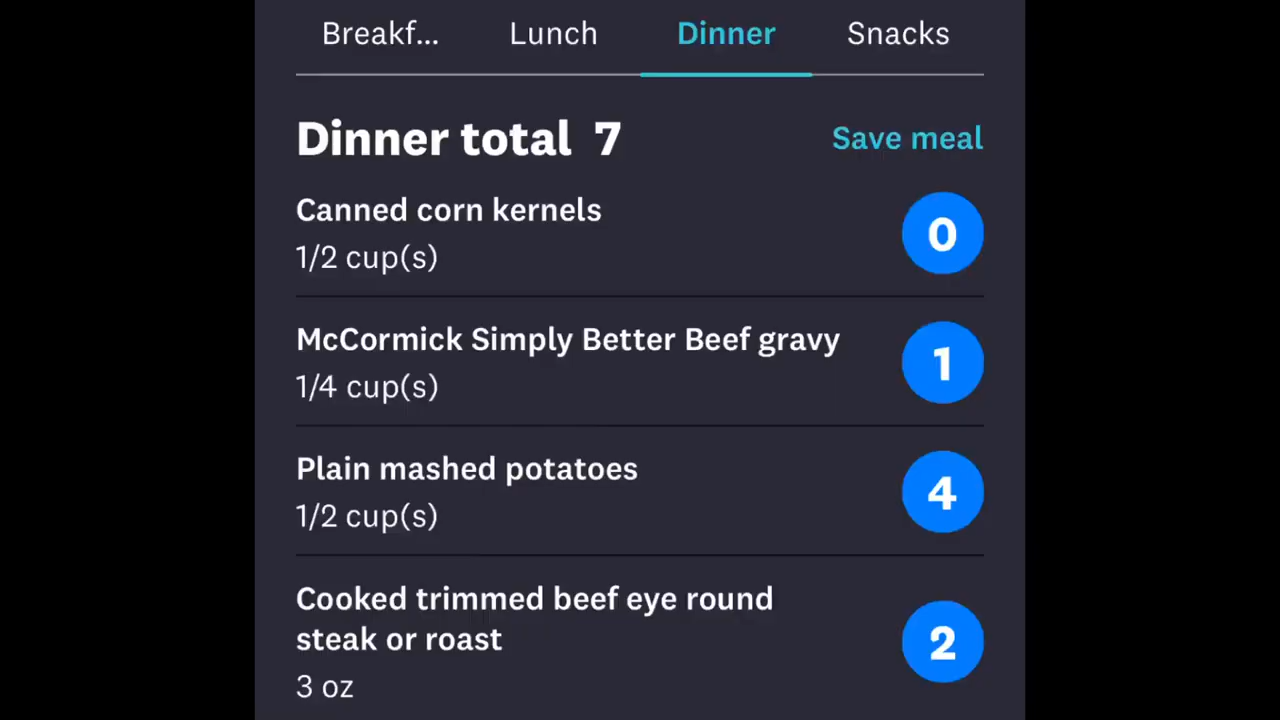 Breakf... Lunch Dinner Snacks
Dinner total 7 Save meal
Canned corn kernels
1/2 cup(s)
0
McCormick Simply Better Beef gravy
1/4 cup(s)
1
Plain mashed potatoes
1/2 cup(s)
4
Cooked trimmed beef eye round
steak or roast
3 oz
2